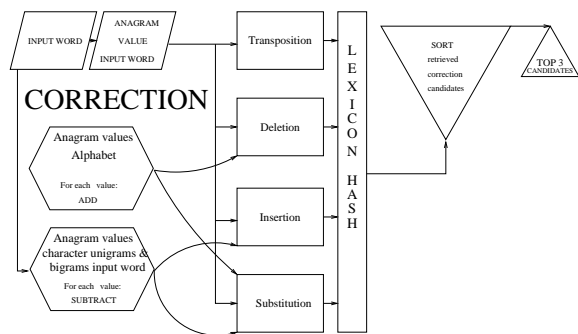 INPUT WORD
ANAGRAM
VALUE
INPUT WORD
CORRECTION
Anagram values
Alphabet
For each value:
ADD
Anagram values
character unigrams &
bigrams input word
For each value:
SUBTRACT
Transposition
Deletion
Insertion
Substitution
L
E
X
I
C
O
N
H
A
S
H
SORT
retrieved
correction
candidates
TOP 3
CANDIDATES